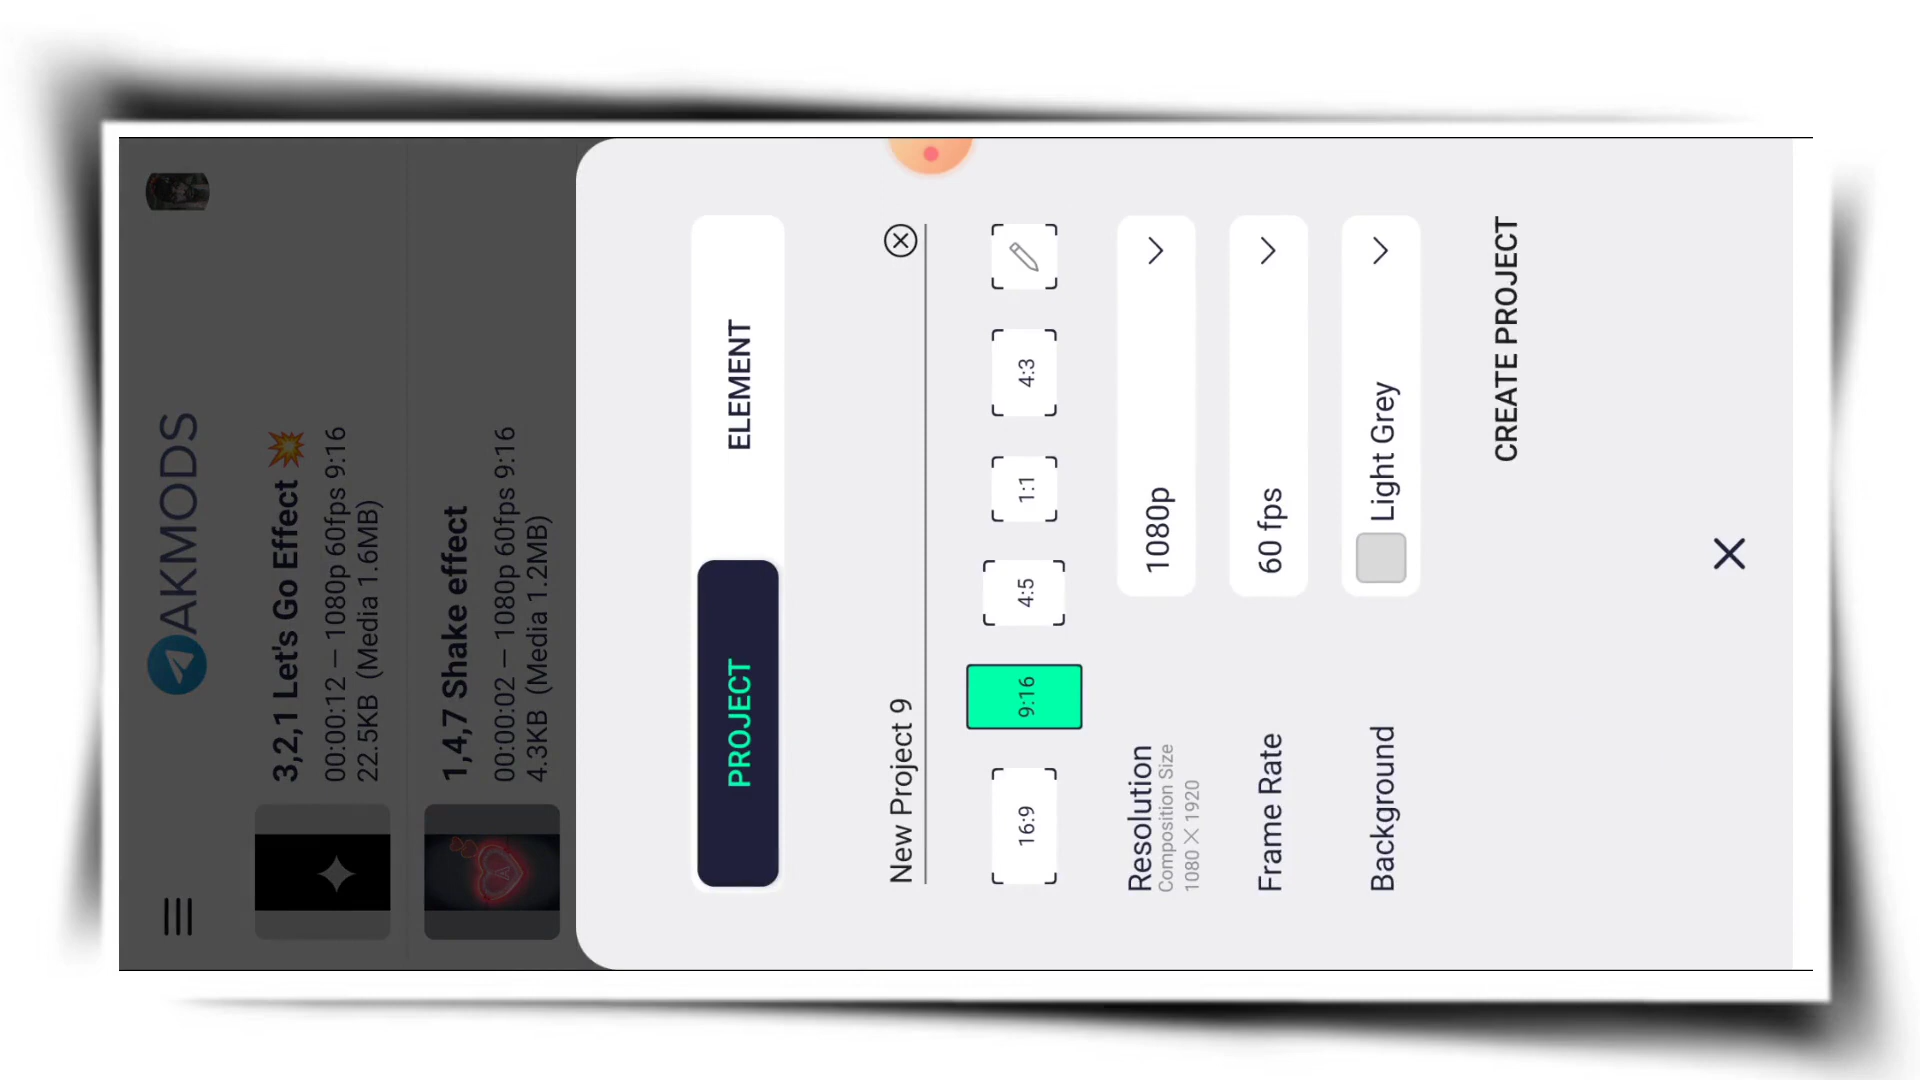 AKMODS
3,2,1 Let's Go Effect 💥
00:00:12 — 1080p 60fps 9:16
22.5KB (Media 1.6MB)
1,4,7 Shake effect
00:00:02 — 1080p 60fps 9:16
4.3KB (Media 1.2MB)
PROJECT
ELEMENT
New Project 9
16:9
9:16
4:5
1:1
4:3
Resolution
Composition Size
1080 X 1920
1080p
Frame Rate
60 fps
Background
Light Grey
CREATE PROJECT